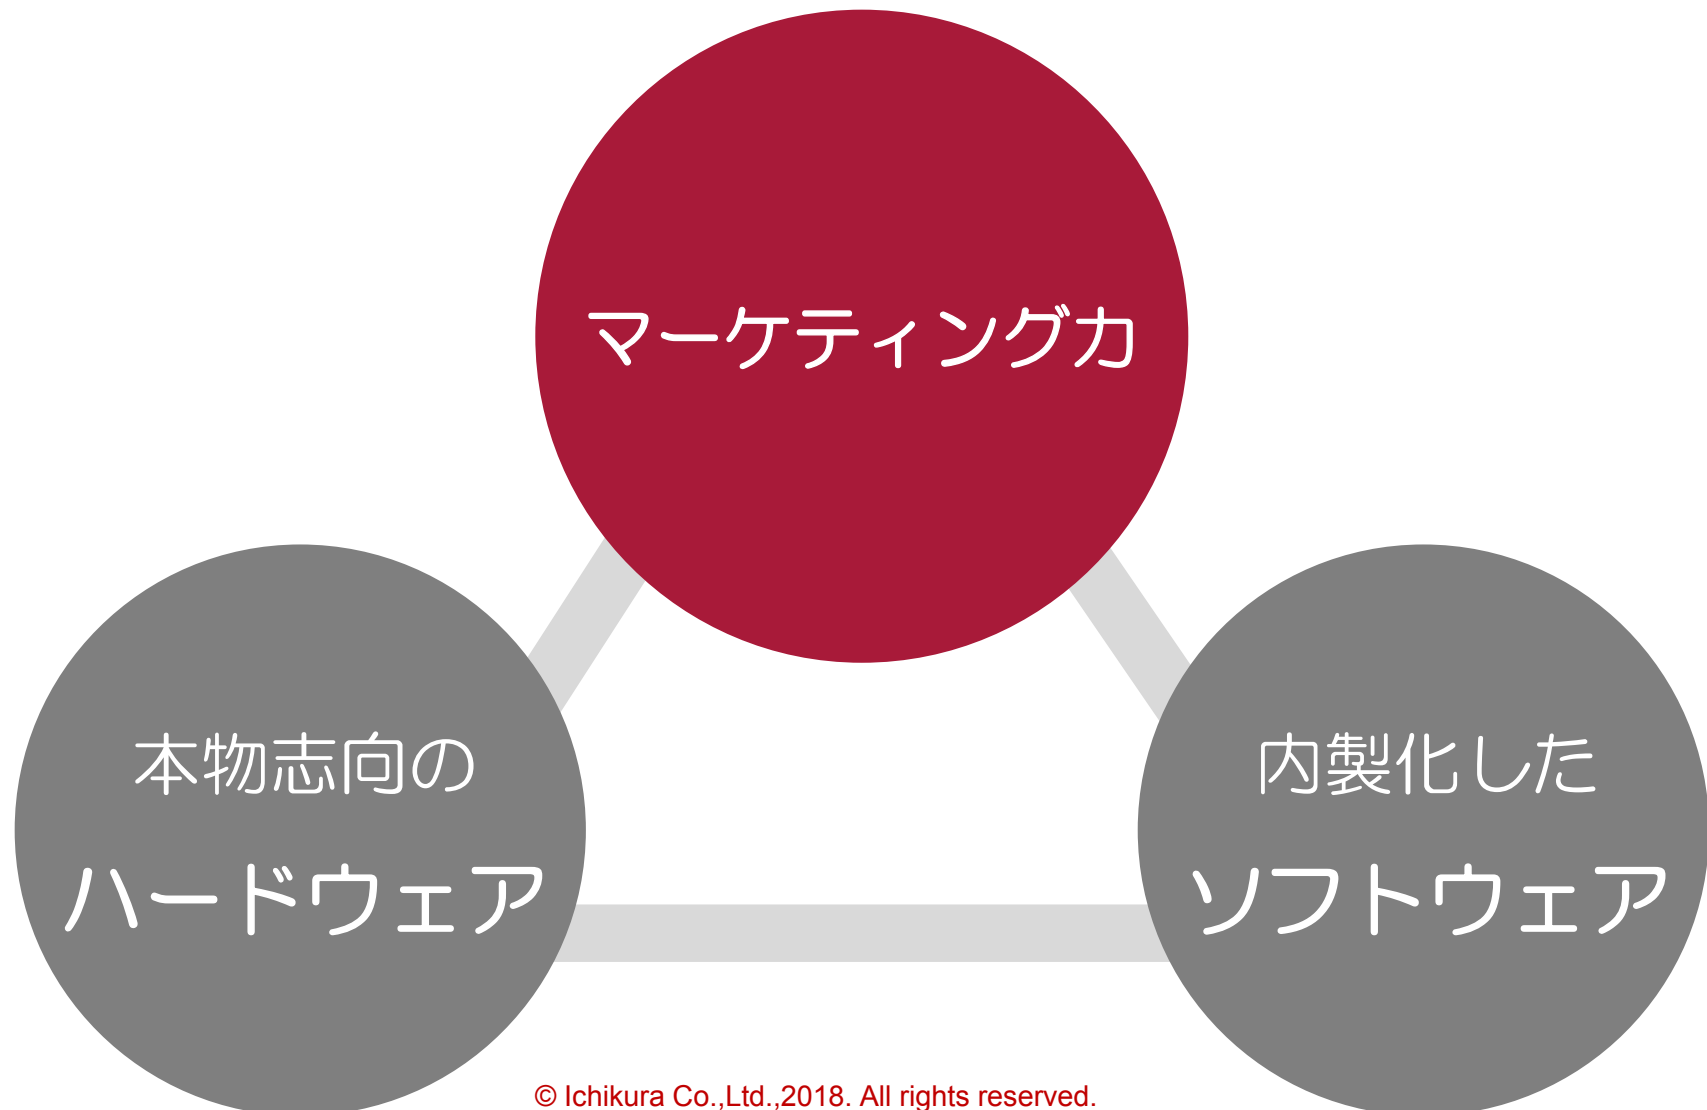 マーケティング力
本物志向の
ハードウェア
内製化した
ソフトウェア
© Ichikura Co.,Ltd.,2018. All rights reserved.